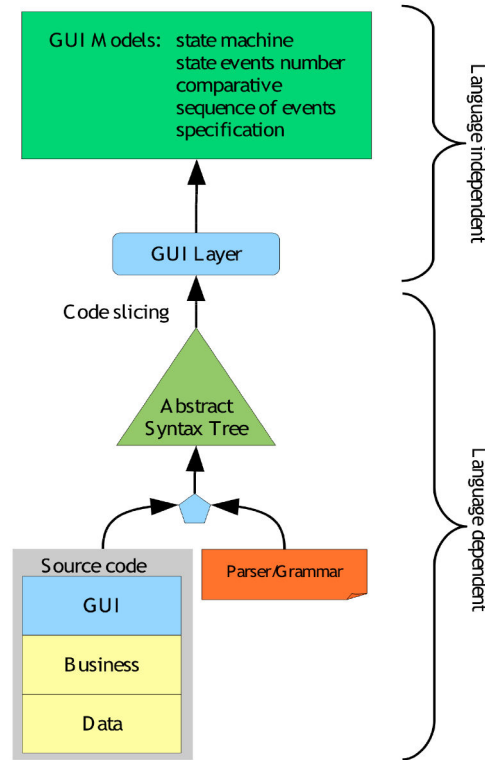 GUI Models: state machine
state events number
comparative
sequence of events
specification
Language independent
GUI Layer
Code slicing
Abstract
Syntax Tree
Language dependent
Source code
Parser/Grammar
GUI
Business
Data